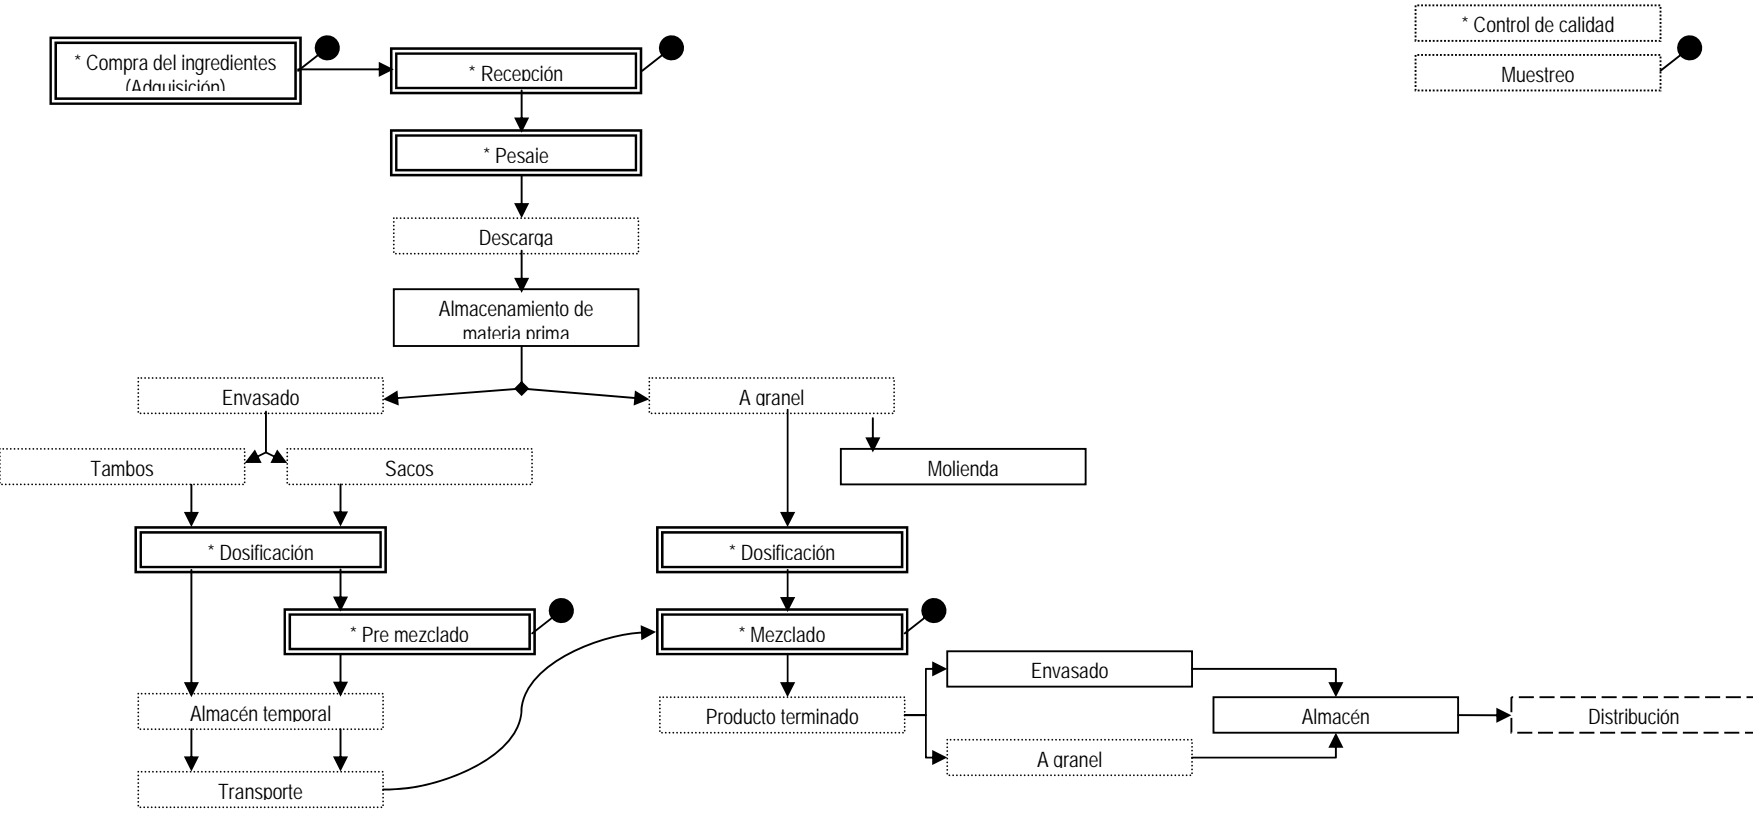 * Control de calidad
* Compra del ingredientes
(Adquisición)
* Recepción
Muestreo
* Pesaje
Descarga
Almacenamiento de
materia prima
Envasado
A granel
Tambos
Sacos
Molienda
* Dosificación
* Dosificación
* Pre mezclado
* Mezclado
Envasado
Almacén temporal
Producto terminado
Almacén
Distribución
A granel
Transporte